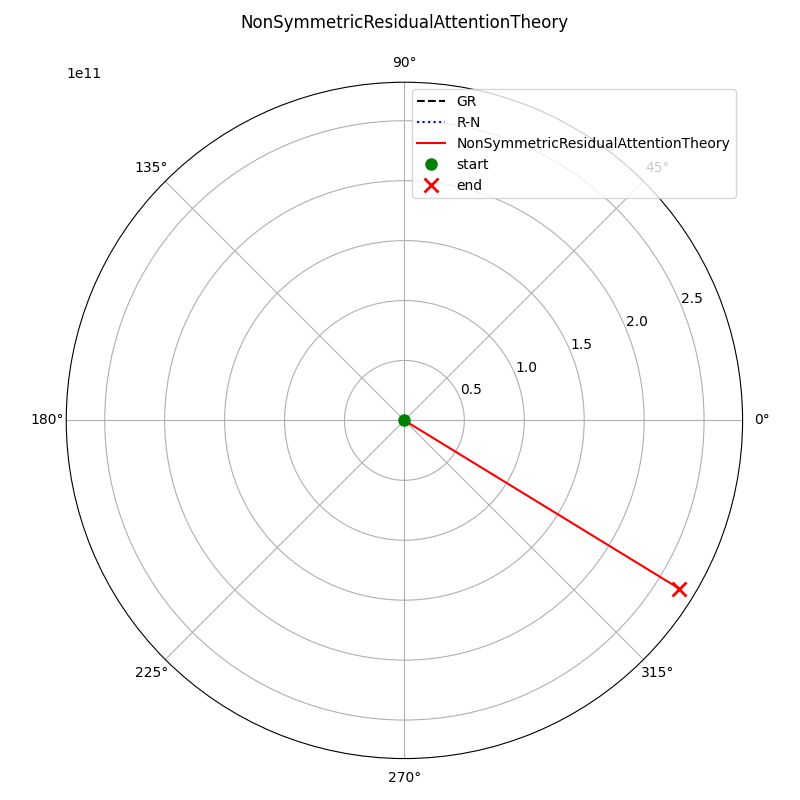 NonSymmetricResidualAttentionTheory
90°
1e11
GR
R-N
NonSymmetricResidualAttentionTheory
start
end
135°
45°
2.5
2.0
1.5
1.0
0.5
180°
0°
225°
315°
270°